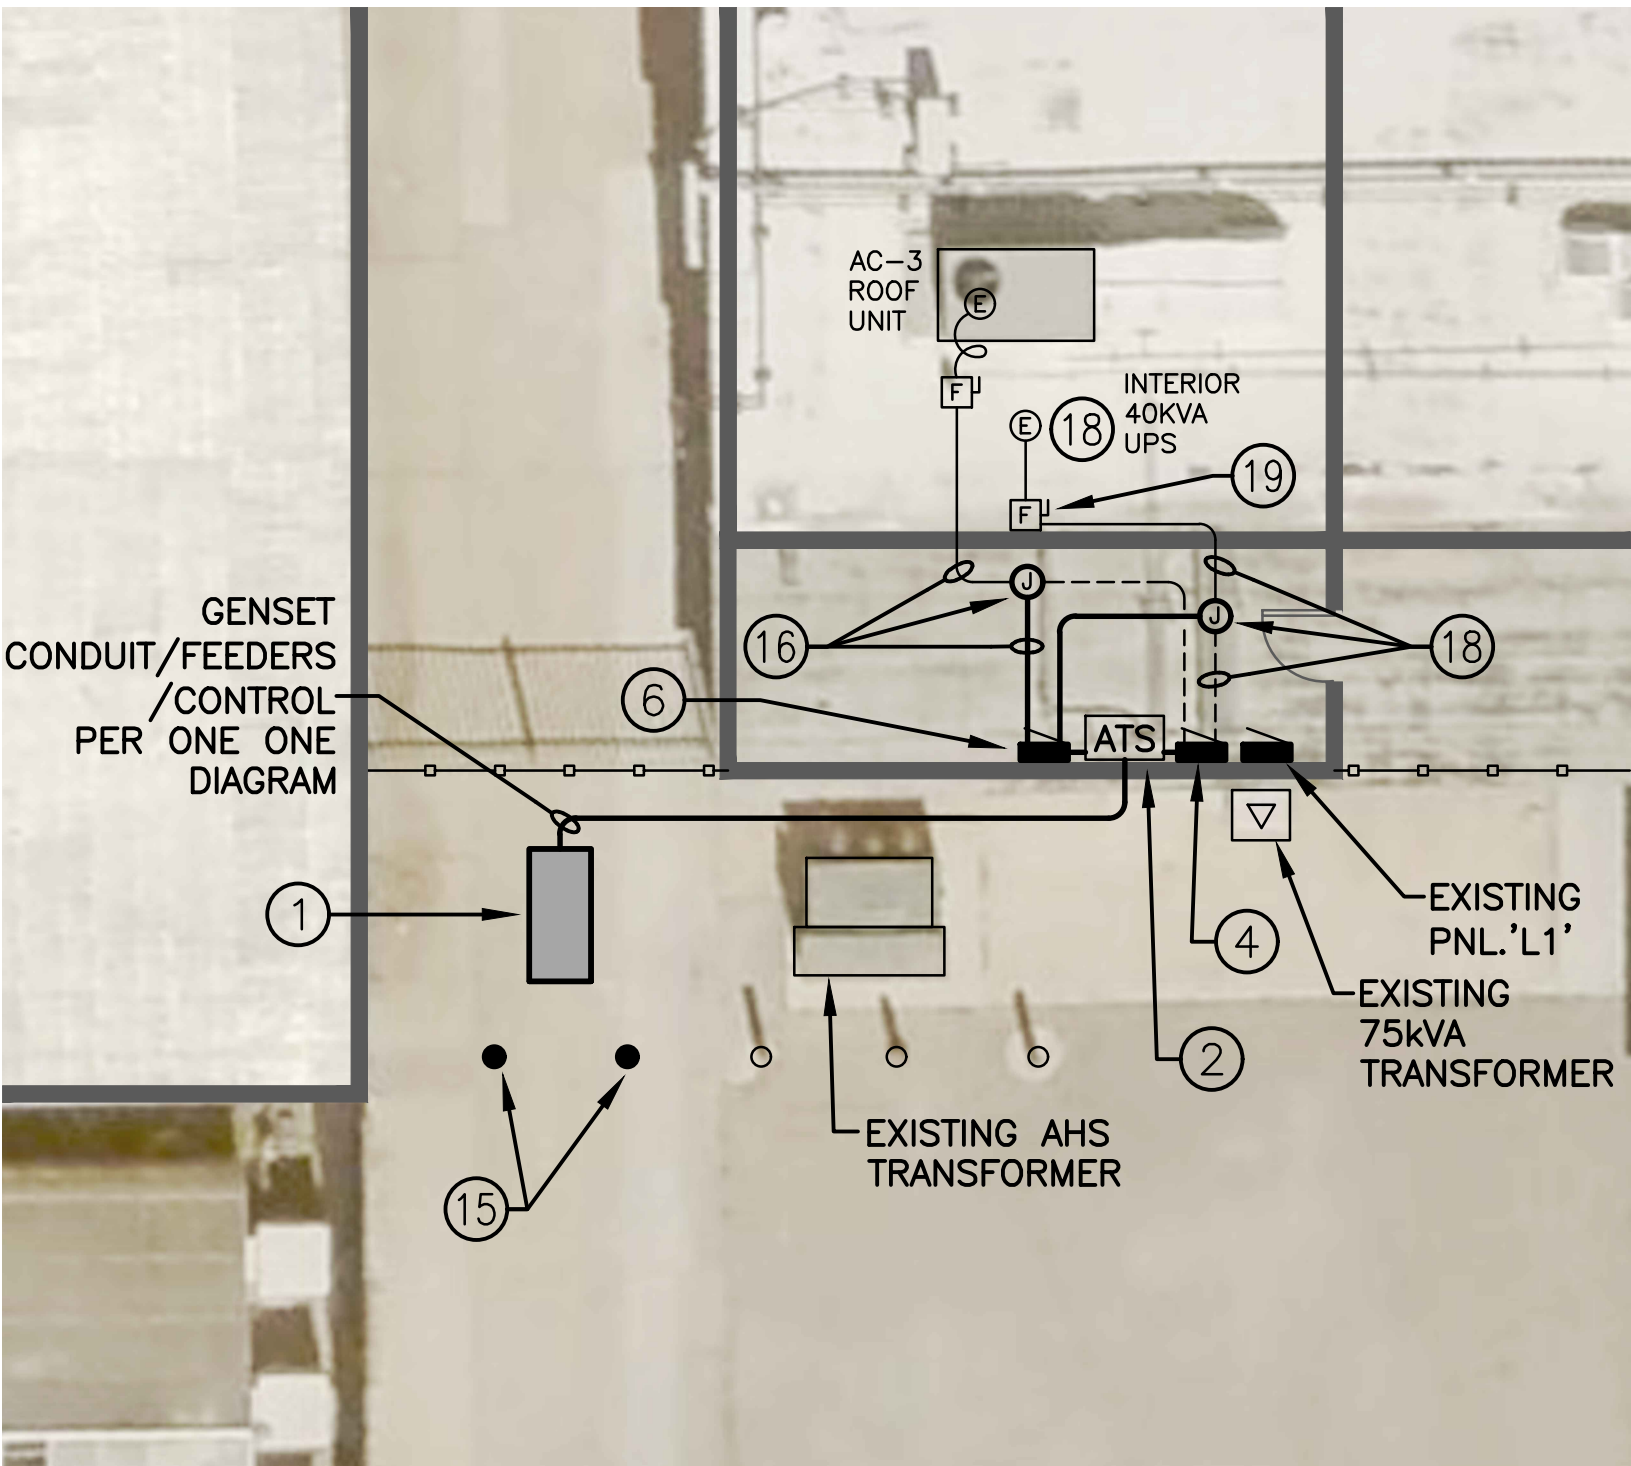 AC-3
ROOF
UNIT
E
F
INTERIOR
40KVA
UPS
18
E
19
F
J
J
16
18
6
ATS
GENSET
CONDUIT/FEEDERS
/CONTROL
PER ONE ONE
DIAGRAM
1
4
2
EXISTING
PNL.'L1'
EXISTING
75kVA
TRANSFORMER
EXISTING AHS
TRANSFORMER
15